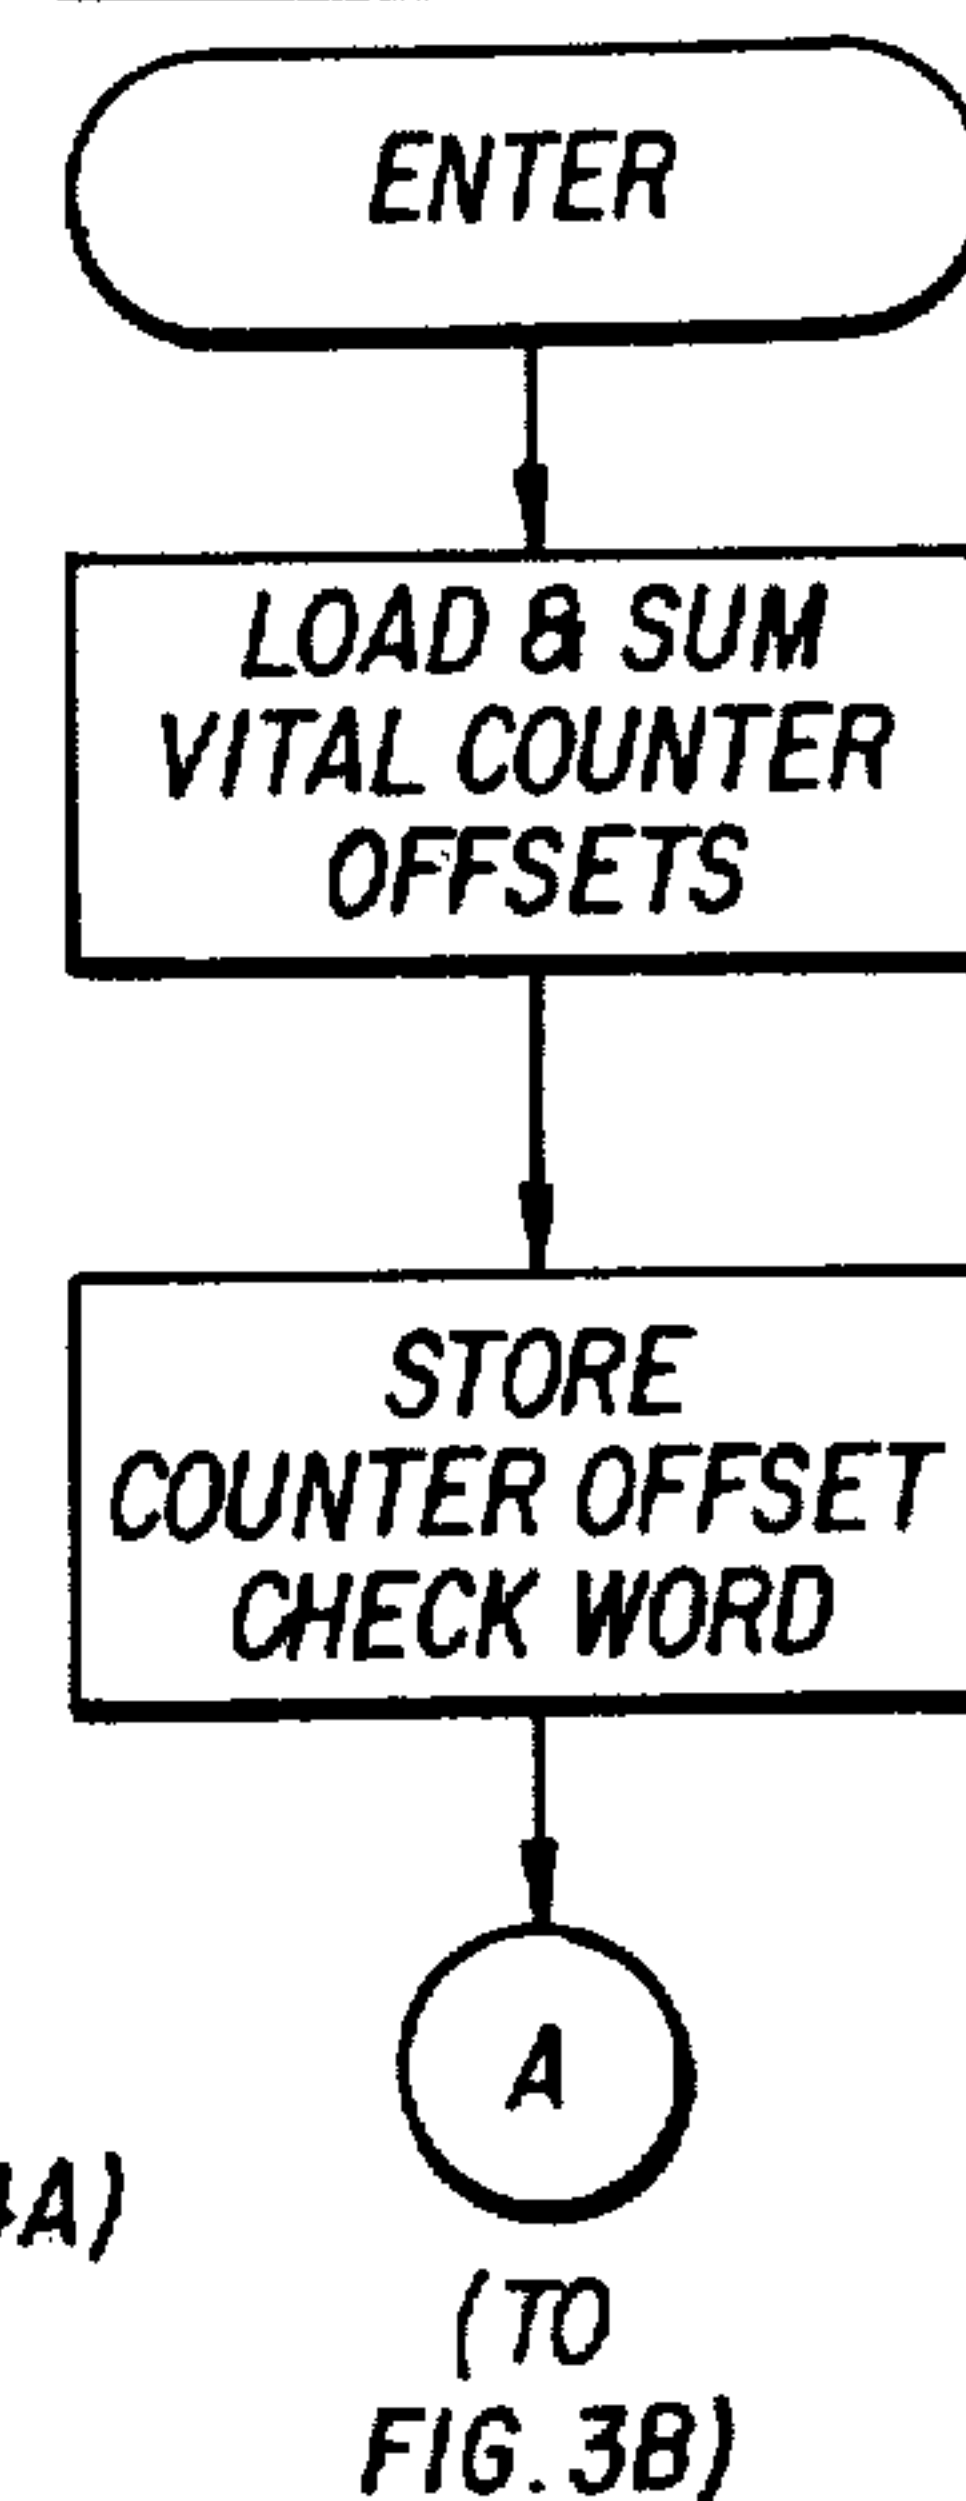 ENTER
LOAD & SUM
VITAL COUNTER
OFFSETS
STORE
COUNTER OFFSET
CHECK WORD
A
A)
(TO
FIG. 3B)